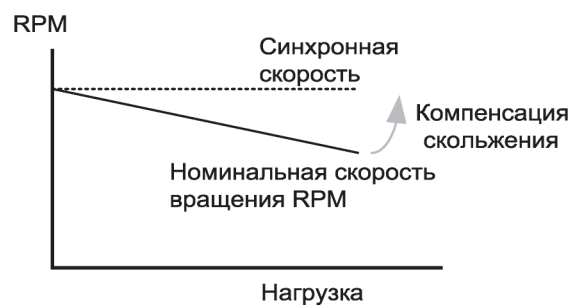 RPM
Синхронная
скорость
Компенсация
скольжения
Номинальная скорость
вращения RPM
Нагрузка